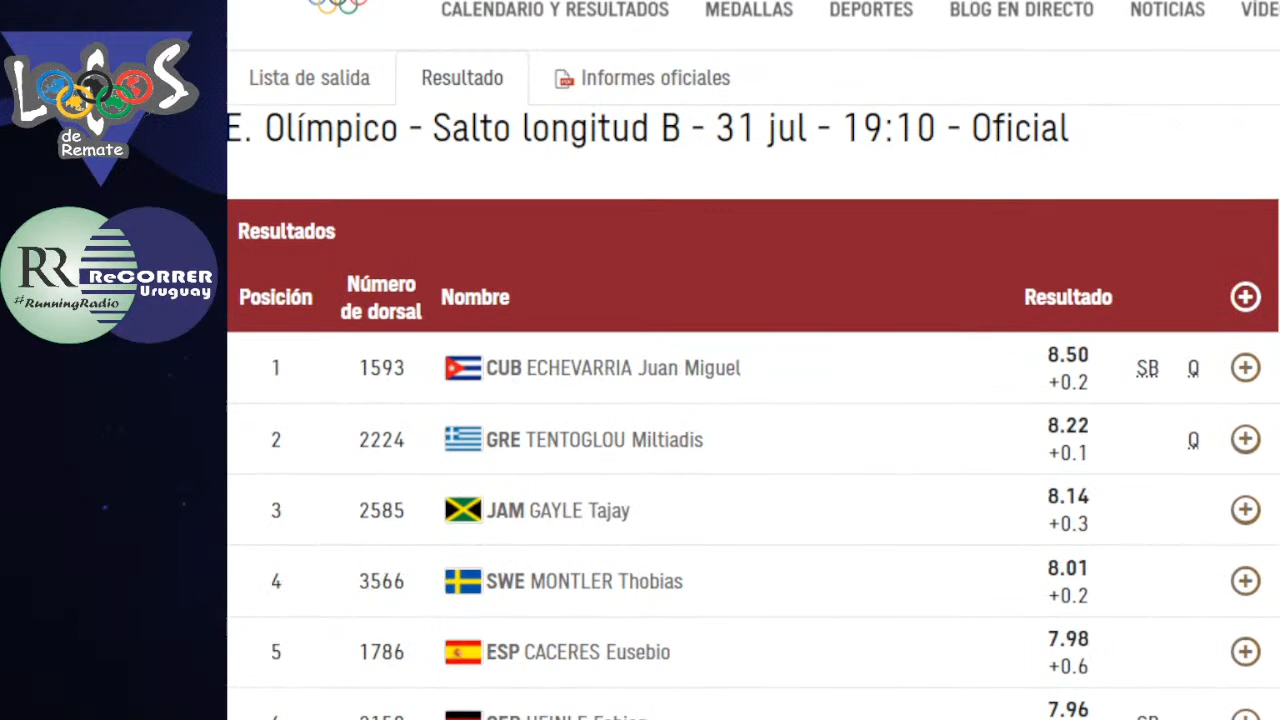 CALENDARIO Y RESULTADOS MEDALLAS DEPORTES BLOG EN DIRECTO NOTICIAS
LOS
de
Remate
RR
#RunningRadio
ReCORRER
Uruguay
Lista de salida Resultado Informes oficiales
E. Olímpico - Salto longitud B - 31 jul - 19:10 - Oficial
Resultados
Posición Número de dorsal Nombre Resultado
1 1593 CUB ECHEVARRIA Juan Miguel 8.50 SB Q
+0.2
2 2224 GRE TENTOGLOU Miltiadis 8.22 Q
+0.1
3 2585 JAM GAYLE Tajay 8.14
+0.3
4 3566 SWE MONTLER Thobias 8.01
+0.2
5 1786 ESP CACERES Eusebio 7.98
+0.6
7.96